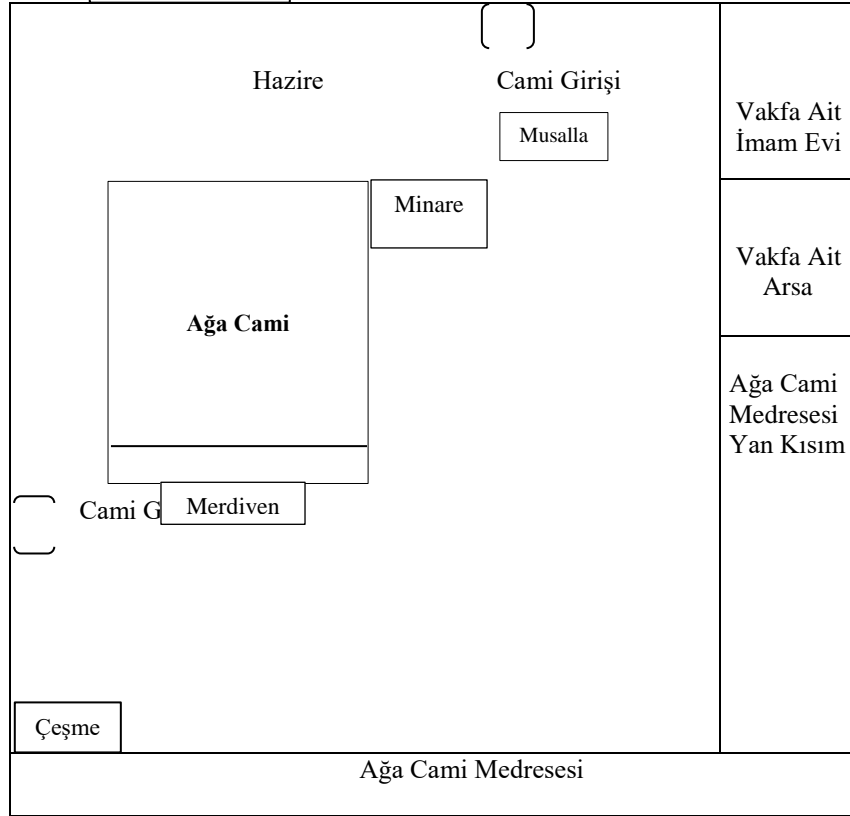 Hazire
Cami Girişi
Musalla
Vakfa Ait
İmam Evi
Minare
Vakfa Ait
Arsa
Ağa Cami
Ağa Cami
Medresesi
Yan Kısım
Cami G
Merdiven
Çeşme
Ağa Cami Medresesi